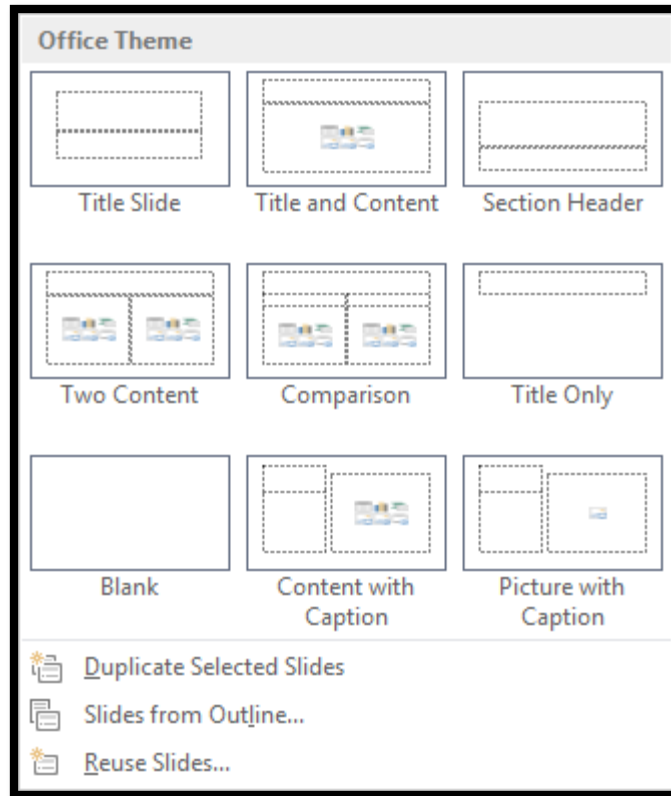 Office Theme
Title Slide
Title and Content
Section Header
Two Content
Comparison
Title Only
Blank
Content with
Caption
Picture with
Caption
Duplicate Selected Slides
Slides from Outline...
Reuse Slides...